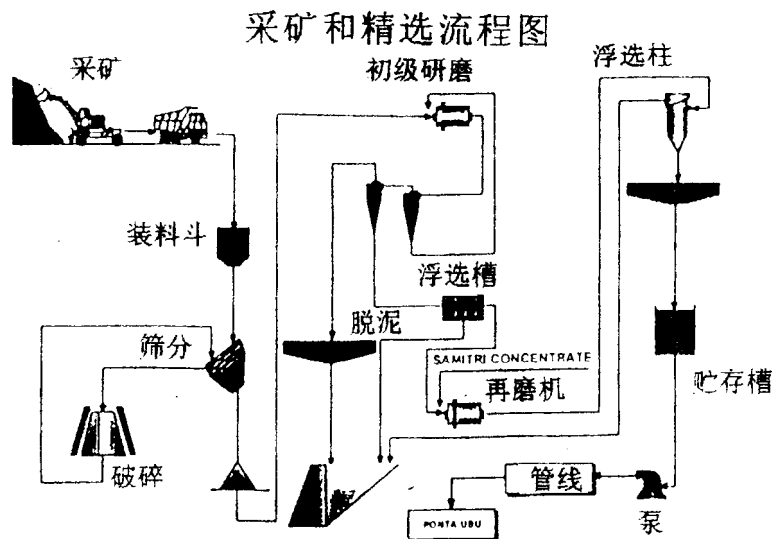 采矿和精选流程图
采矿
初级研磨
浮选柱
装料斗
浮选槽
脱泥
筛分
SAMITRI CONCENTRATE
再磨机
贮存槽
破碎
管线
泵
PONTA UBU